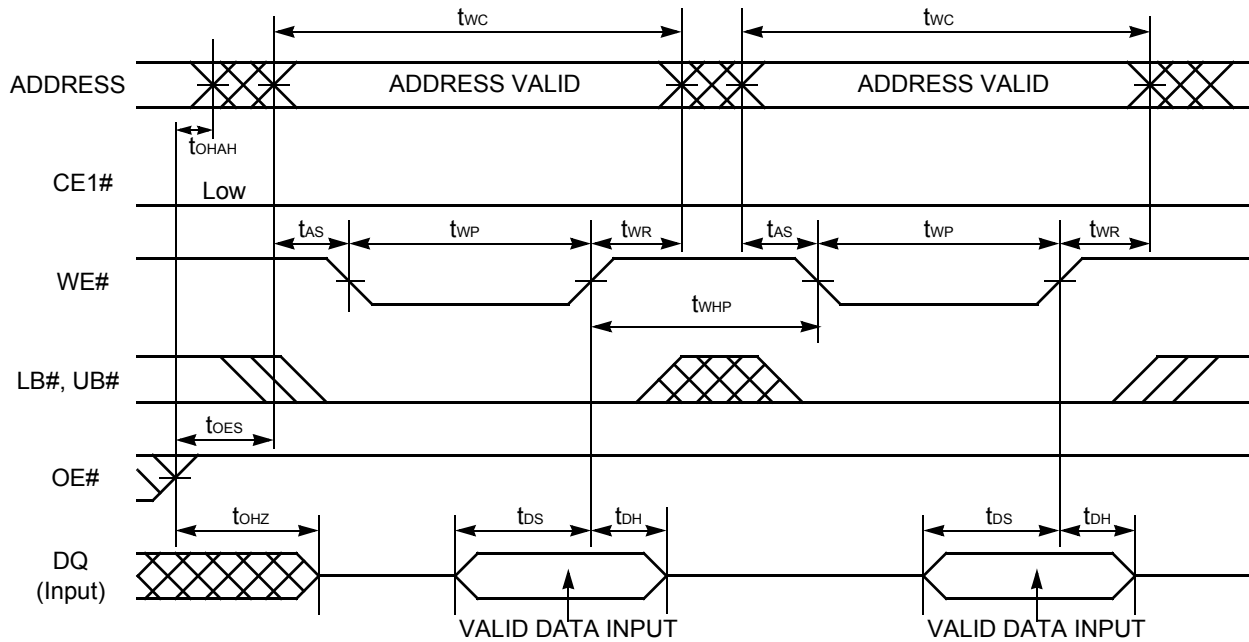 tWC tWC
ADDRESS ADDRESS VALID ADDRESS VALID
tOHAH
CE1# Low
tAS tWP tWR tAS tWP tWR
WE#
tWHP
LB#, UB#
tOES
OE#
tOHZ tDS tDH tDS tDH
DQ
(Input)
VALID DATA INPUT VALID DATA INPUT